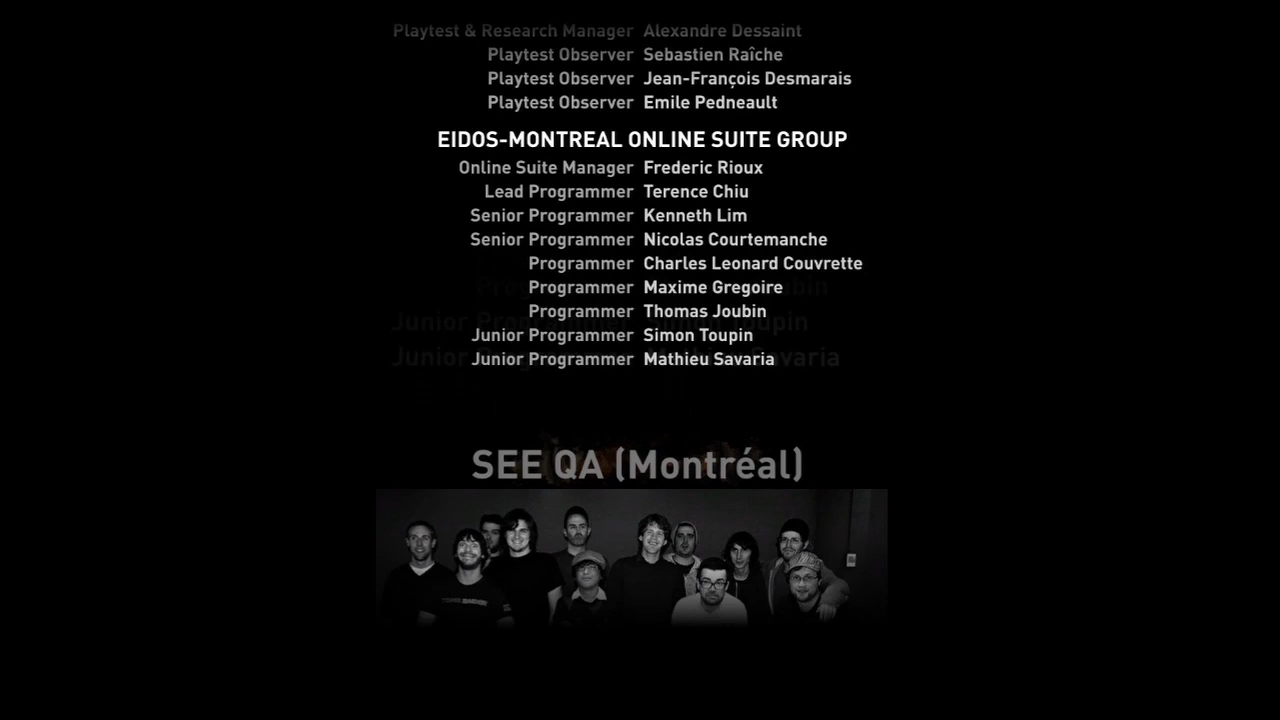 Playtest & Research Manager Alexandre Dessaint
Playtest Observer Sebastien Raîche
Playtest Observer Jean-François Desmarais
Playtest Observer Emile Pedneault
EIDOS-MONTREAL ONLINE SUITE GROUP
Online Suite Manager Frederic Rioux
Lead Programmer Terence Chiu
Senior Programmer Kenneth Lim
Senior Programmer Nicolas Courtemanche
Programmer Charles Leonard Couvrette
Programmer Maxime Gregoire
Programmer Thomas Joubin
Junior Programmer Simon Toupin
Junior Programmer Mathieu Savaria
SEE QA (Montréal)